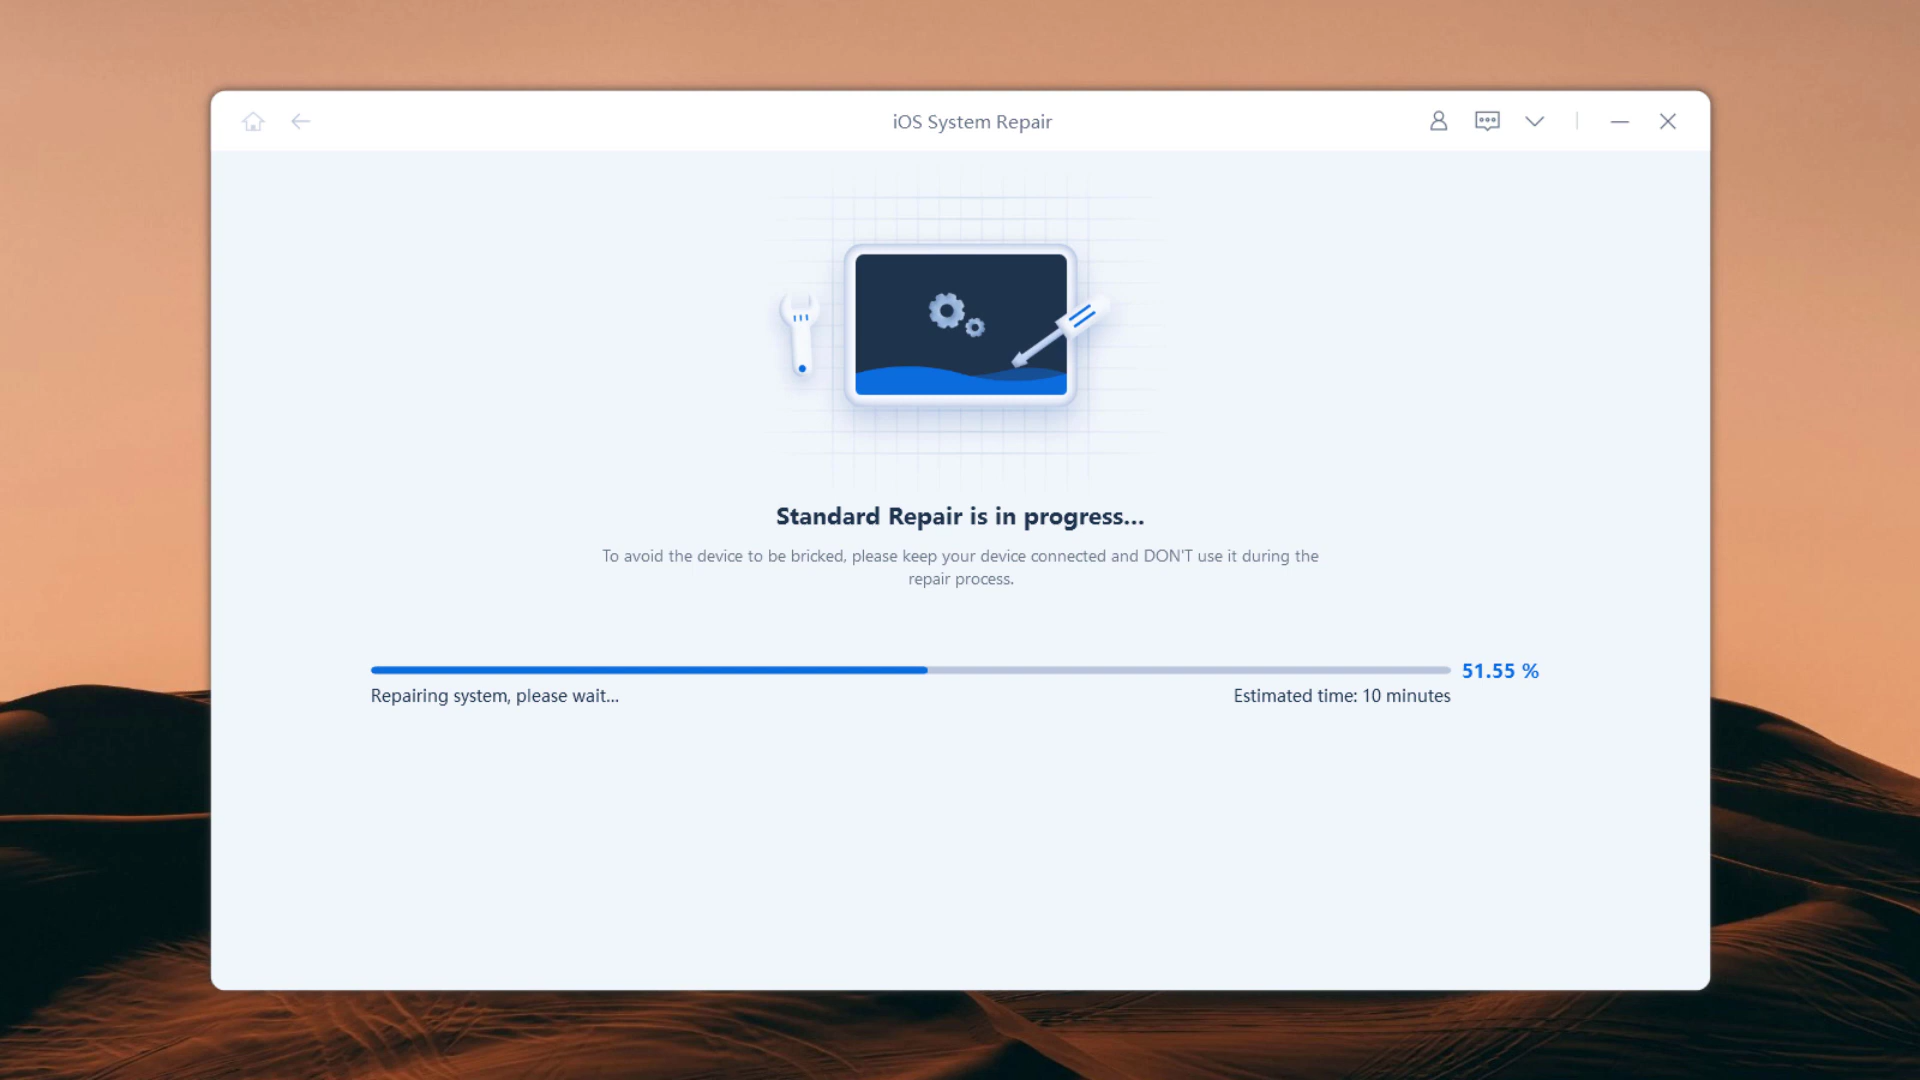 iOS System Repair
Standard Repair is in progress...
To avoid the device to be bricked, please keep your device connected and DON'T use it during the
repair process.
51.55 %
Repairing system, please wait...
Estimated time: 10 minutes